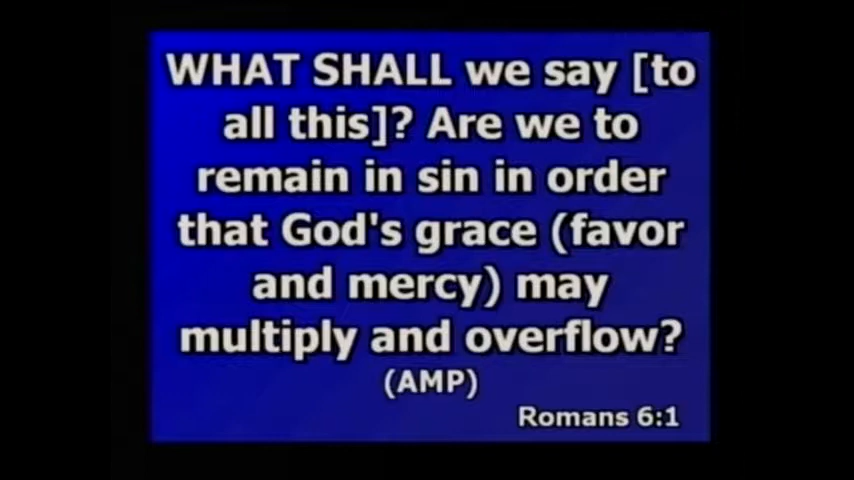 WHAT SHALL we say [to
all this]? Are we to
remain in sin in order
that God's grace (favor
and mercy) may
multiply and overflow?
(AMP)
Romans 6:1